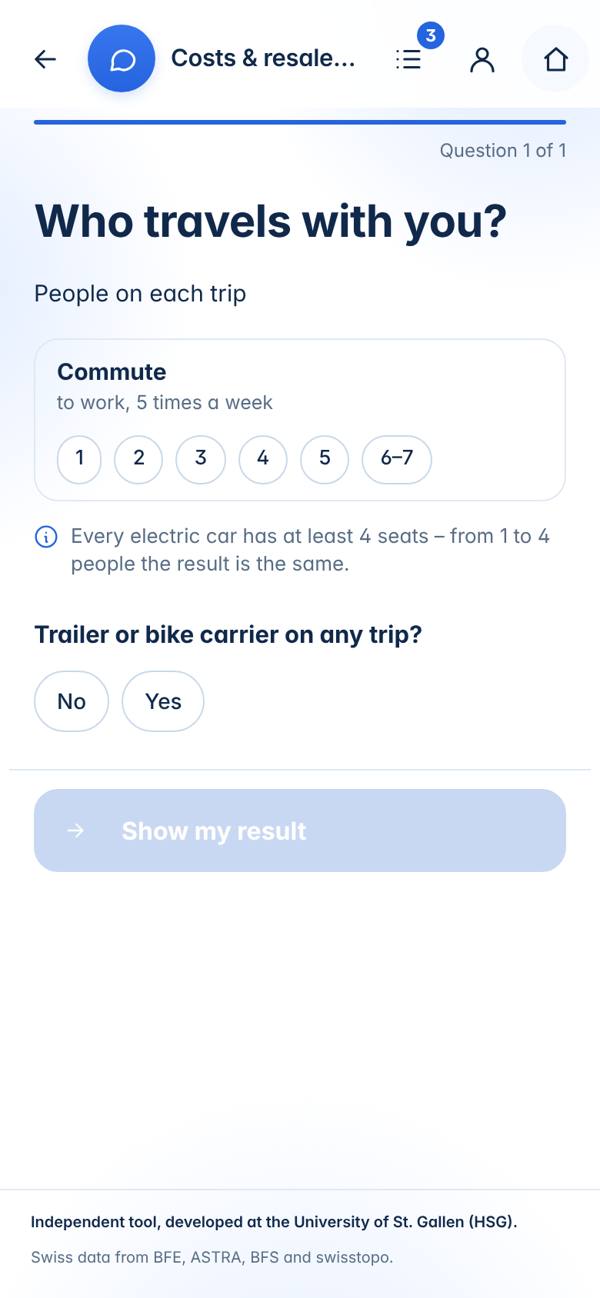 Costs & resale...
3
Question 1 of 1
Who travels with you?
People on each trip
Commute
to work, 5 times a week
1 2 3 4 5 6–7
Every electric car has at least 4 seats – from 1 to 4
people the result is the same.
Trailer or bike carrier on any trip?
No Yes
Show my result
Independent tool, developed at the University of St. Gallen (HSG).
Swiss data from BFE, ASTRA, BFS and swisstopo.